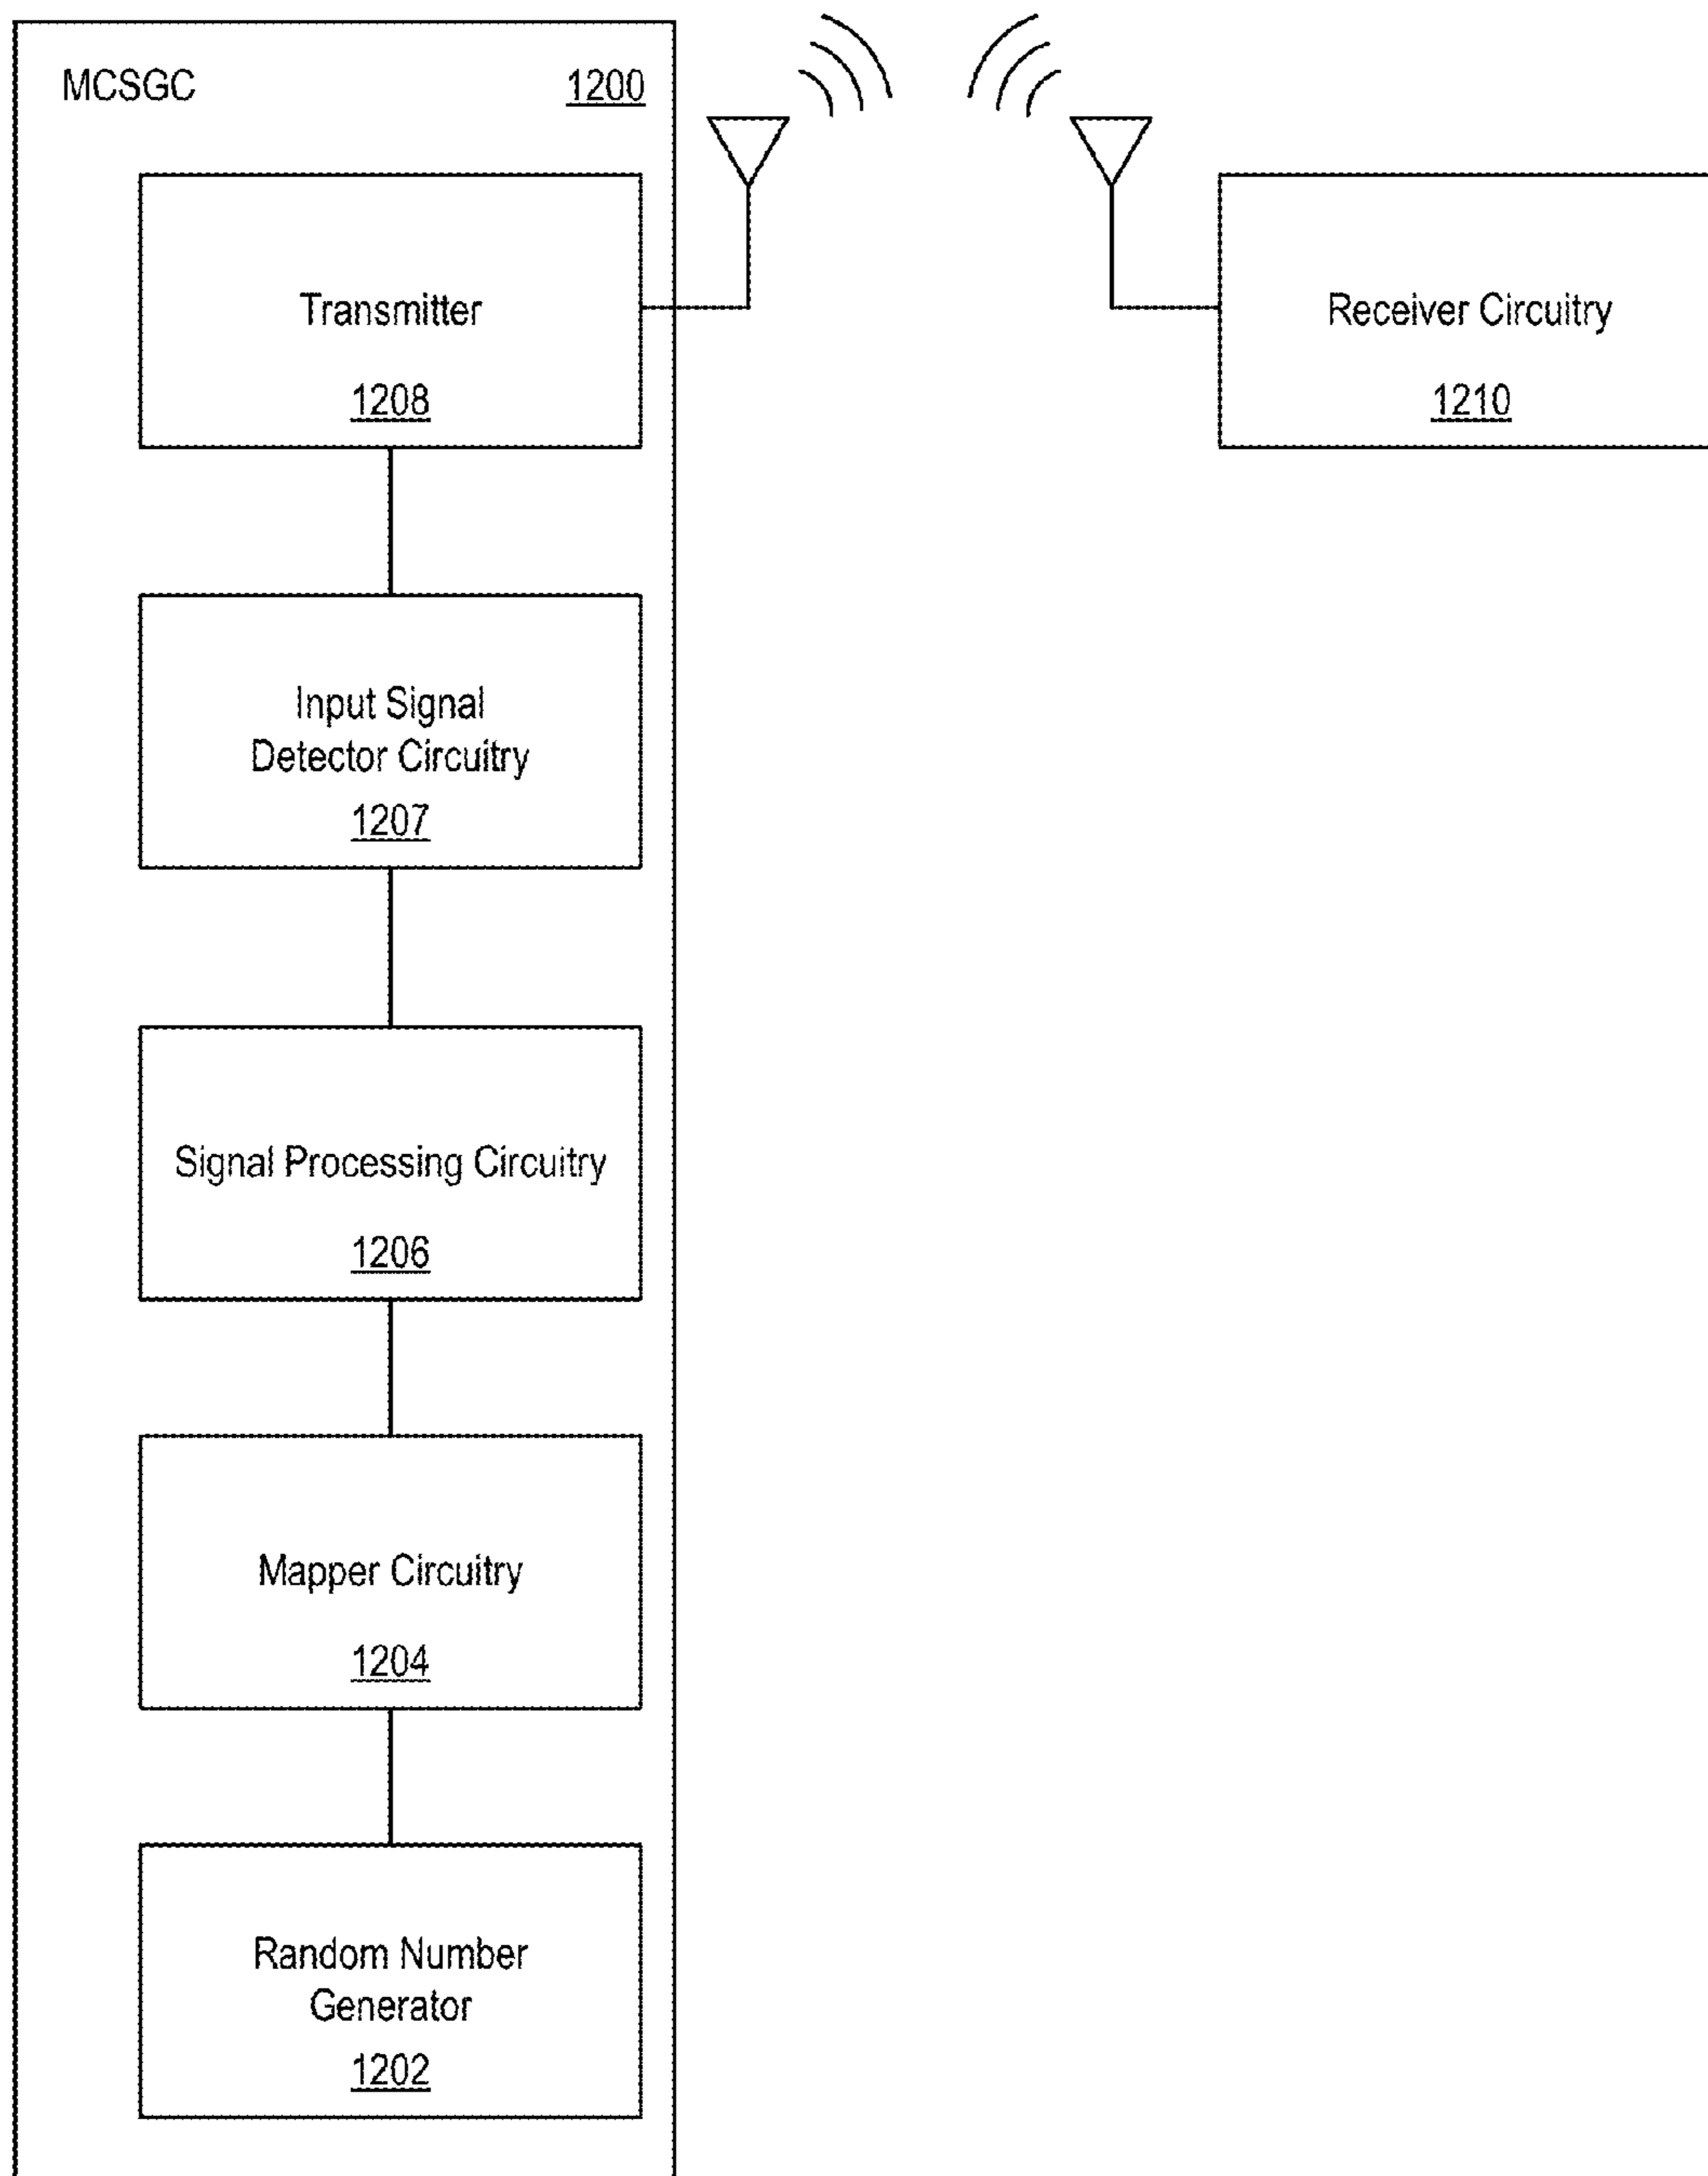 MCSGC 1200
Transmitter
1208
Receiver Circuitry
1210
Input Signal
Detector Circuitry
1207
Signal Processing Circuitry
1206
Mapper Circuitry
1204
Random Number
Generator
1202